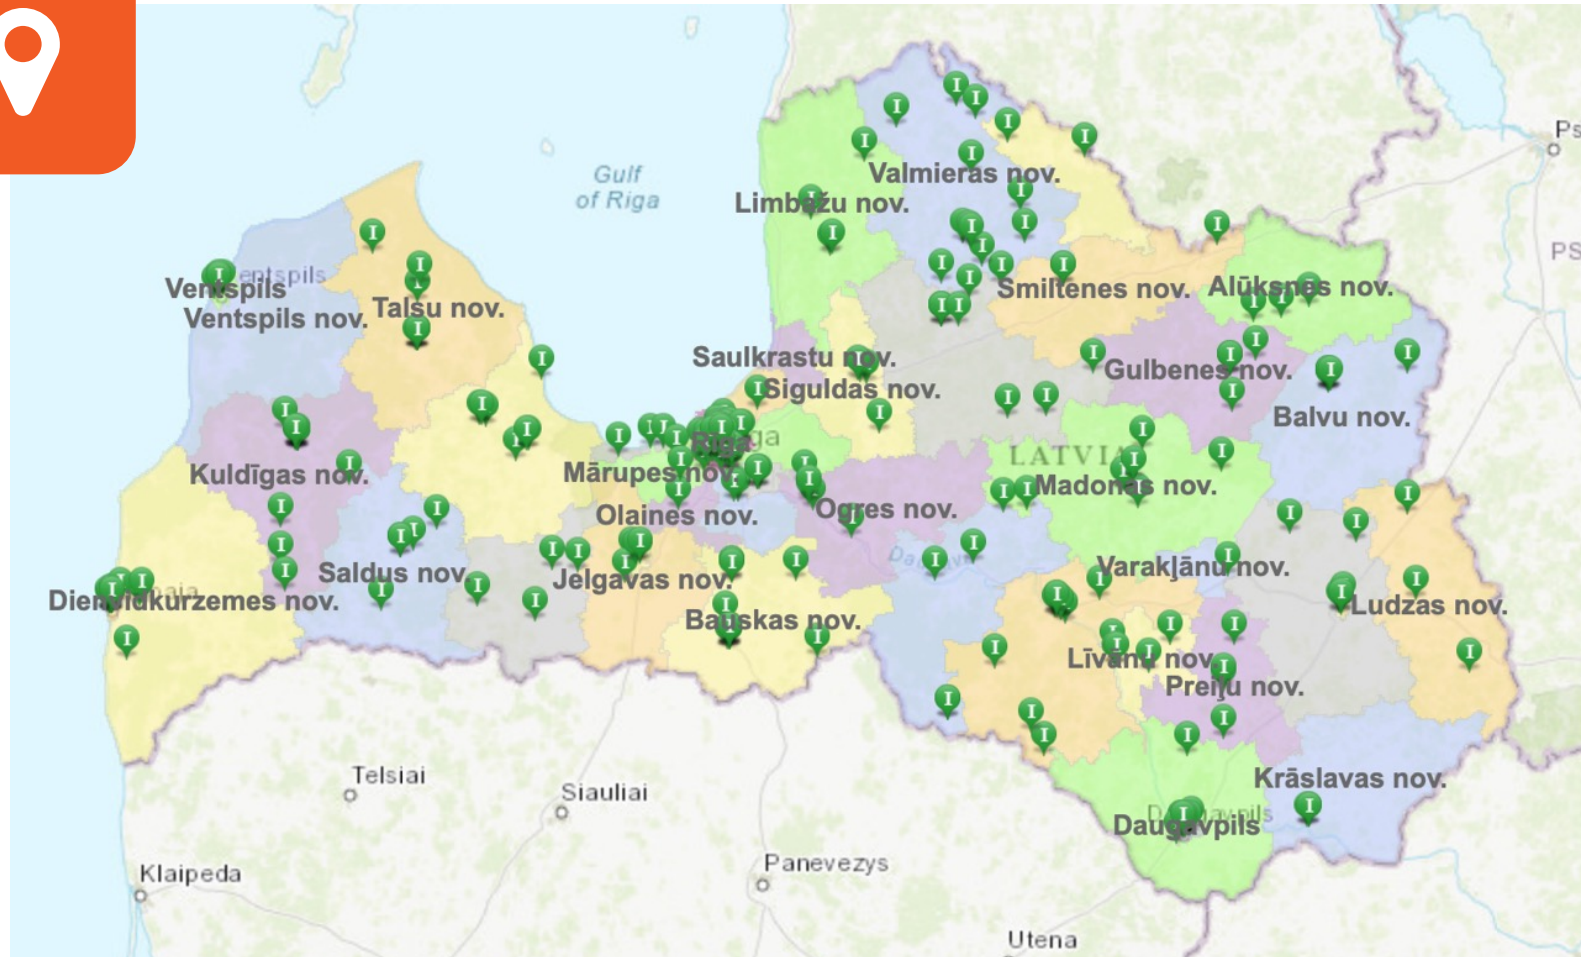 Ps
Gulf
of Riga
Valmieras nov.
Limbažu nov.
PS
Ventspils
Ventspils nov.
Talsu nov.
Smiltenes nov.
Alūksnes nov.
Saulkrastu nov.
Siguldas nov.
Gulbenes nov.
Balvu nov.
Rīga
LATVIA
Kuldīgas nov.
Mārupes nov.
Madonas nov.
Olaines nov.
Ogres nov.
Saldus nov.
Jelgavas nov.
Varakļānu nov.
Dienvidkurzemes nov.
Ludzas nov.
Bauskas nov.
Līvānu nov.
Preiļu nov.
Telsiai
Siauliai
Krāslavas nov.
Daugavpils
Daugavpils
Klaipeda
Panevezys
Utena